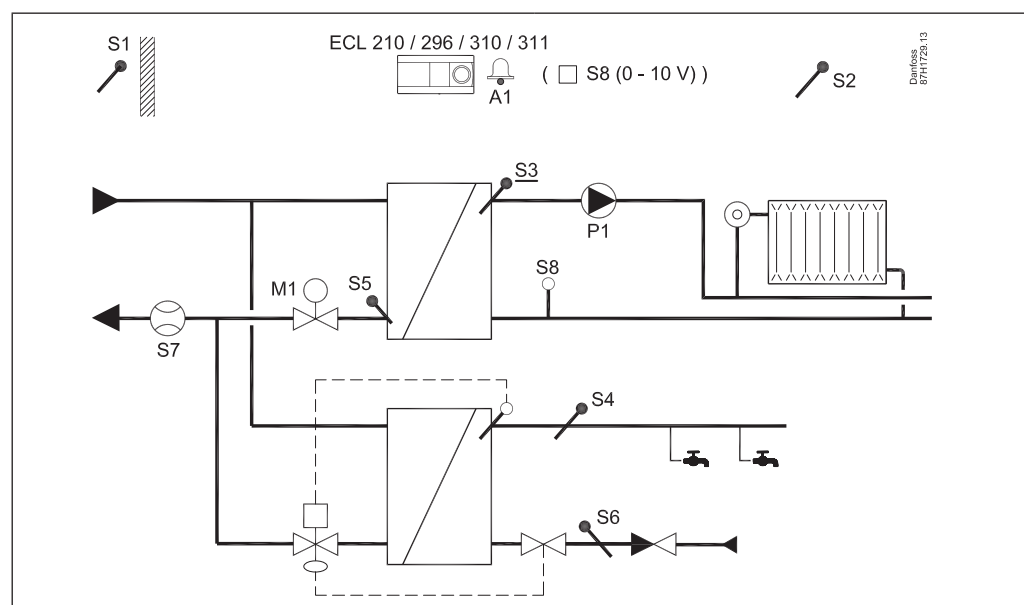 S1
ECL 210 / 296 / 310 / 311
A1
( S8 (0 - 10 V) )
S2
Danfoss
87H1729.13
S3
P1
S8
S5
M1
S7
S4
S6